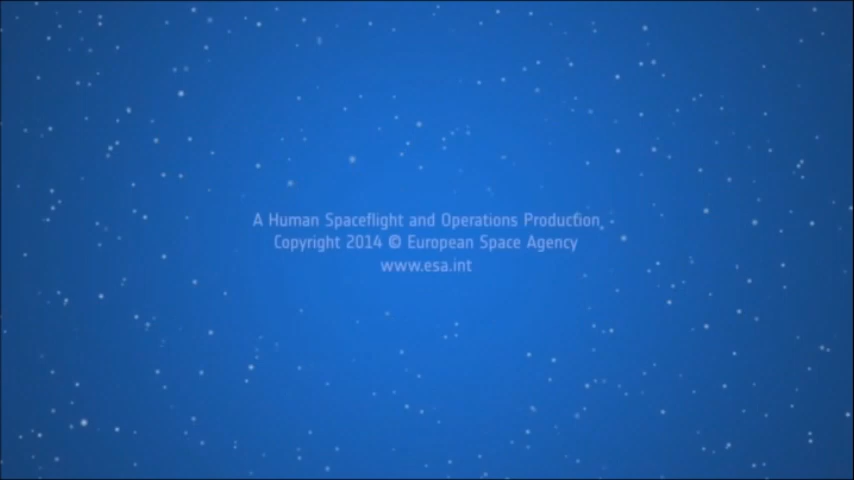 A Human Spaceflight and Operations Production
Copyright 2014 © European Space Agency
www.esa.int